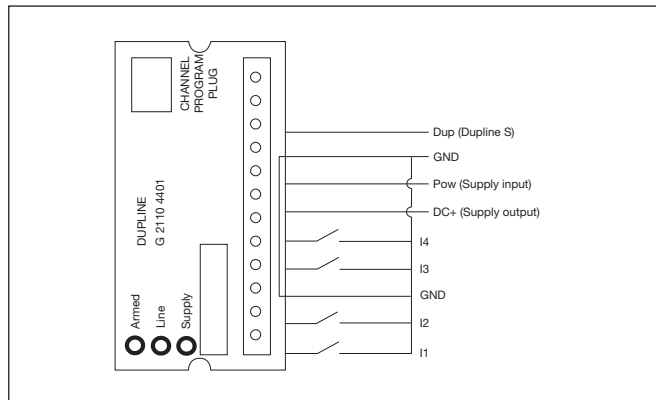 CHANNEL
PROGRAM
PLUG
DUPLINE
G 2110 4401
Armed
Line
Supply
Dup (Dupline S)
GND
Pow (Supply input)
DC+ (Supply output)
I4
I3
GND
I2
I1